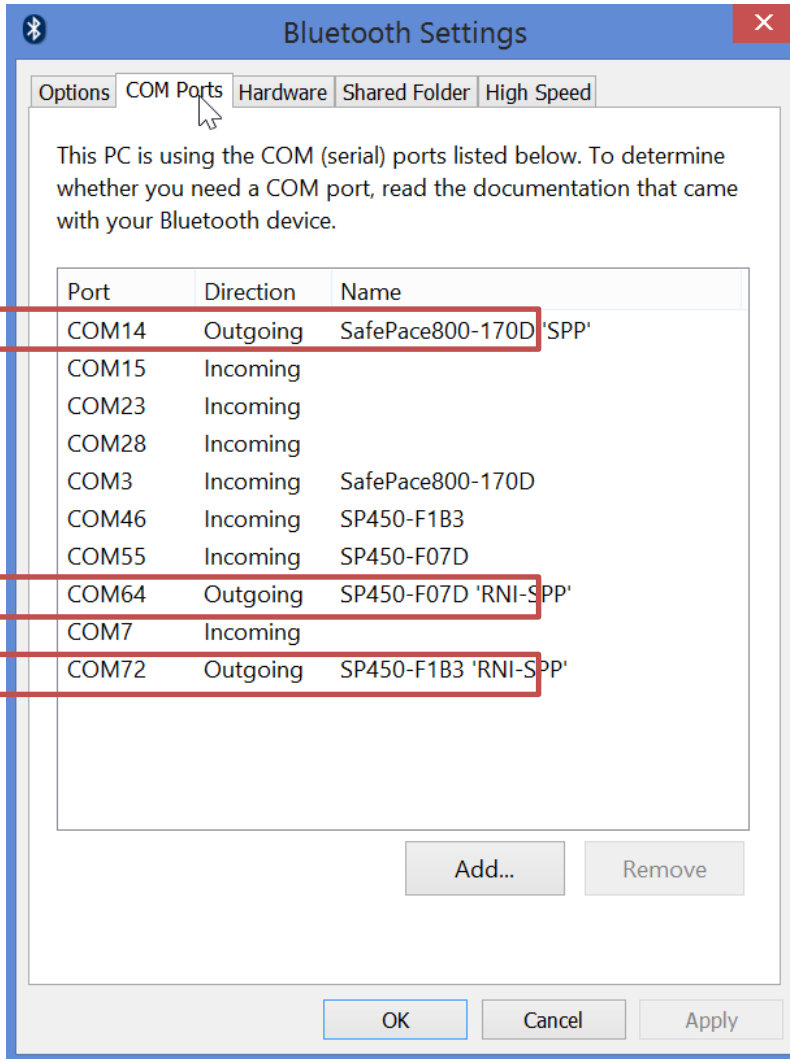 Bluetooth Settings
Options COM Ports Hardware Shared Folder High Speed
This PC is using the COM (serial) ports listed below. To determine
whether you need a COM port, read the documentation that came
with your Bluetooth device.
Port Direction Name
COM14 Outgoing SafePace800-170D 'SPP'
COM15 Incoming
COM23 Incoming
COM28 Incoming
COM3 Incoming SafePace800-170D
COM46 Incoming SP450-F1B3
COM55 Incoming SP450-F07D
COM64 Outgoing SP450-F07D 'RNI-SPP'
COM7 Incoming
COM72 Outgoing SP450-F1B3 'RNI-SPP'
Add... Remove
OK Cancel Apply